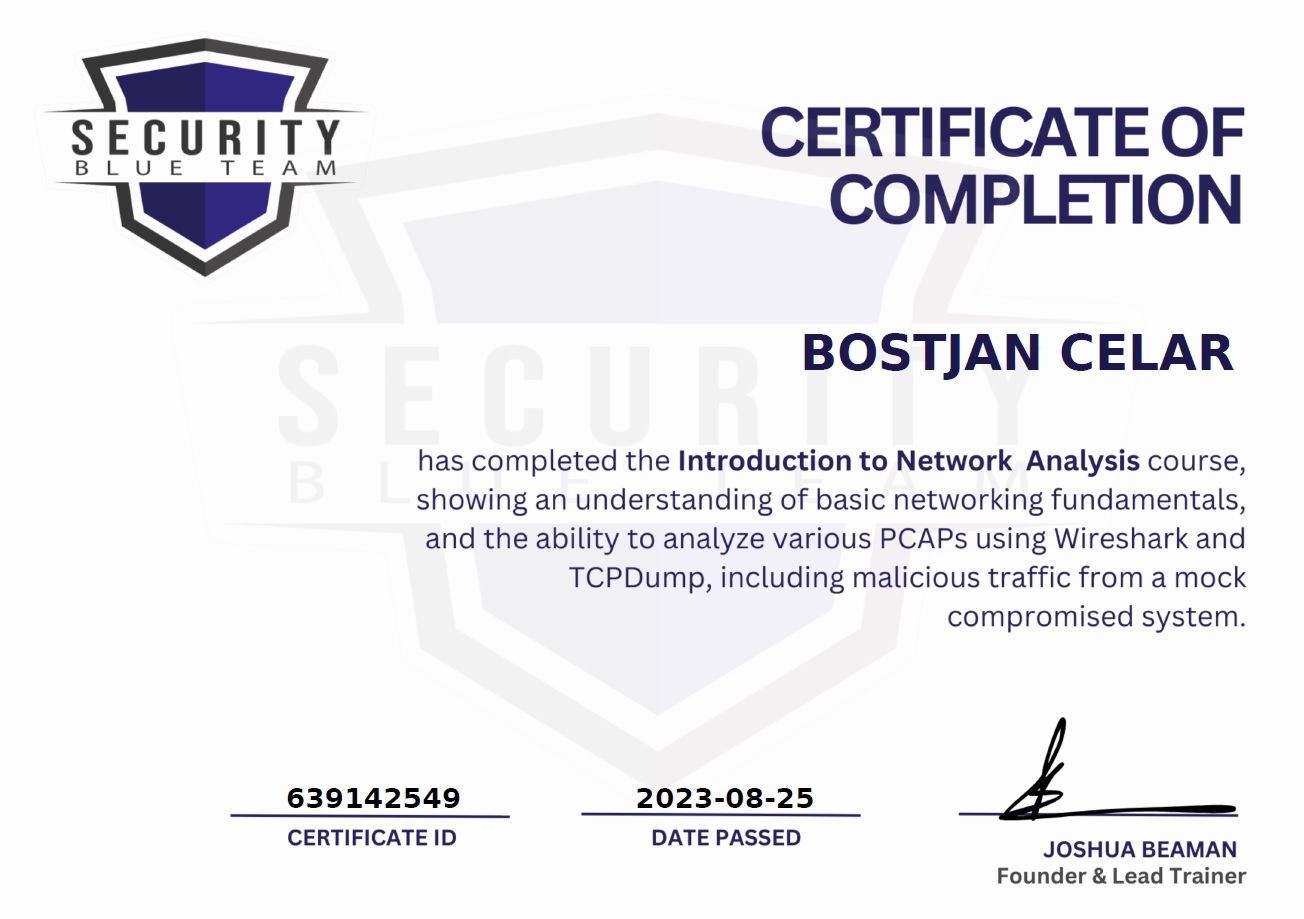 SECURITY
BLUE TEAM
CERTIFICATE OF
COMPLETION
BOSTJAN CELAR
SECURITY
BLUE TEAM
has completed the Introduction to Network Analysis course,
showing an understanding of basic networking fundamentals,
and the ability to analyze various PCAPs using Wireshark and
TCPDump, including malicious traffic from a mock
compromised system.
639142549
CERTIFICATE ID
2023-08-25
DATE PASSED
JOSHUA BEAMAN
Founder & Lead Trainer